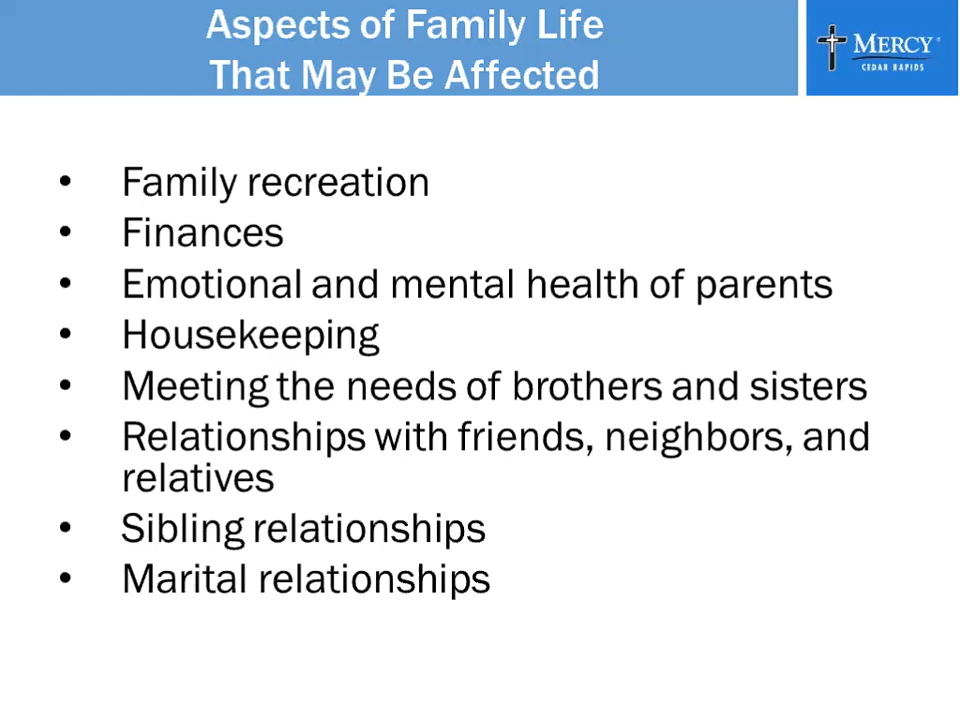 Aspects of Family Life
That May Be Affected
MERCY®
CEDAR RAPIDS
• Family recreation
• Finances
• Emotional and mental health of parents
• Housekeeping
• Meeting the needs of brothers and sisters
• Relationships with friends, neighbors, and
relatives
• Sibling relationships
• Marital relationships